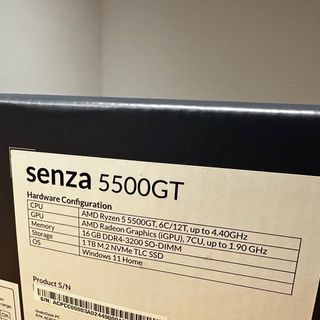 senza 5500GT
Hardware Configuration
CPU AMD Ryzen 5 5500GT, 6C/12T, up to 4.40GHz
GPU AMD Radeon Graphics (iGPU), 7CU, up to 1.90 GHz
Memory 16 GB DDR4-3200 SO-DIMM
Storage 1 TB M.2 NVMe TLC SSD
OS Windows 11 Home
Product S/N